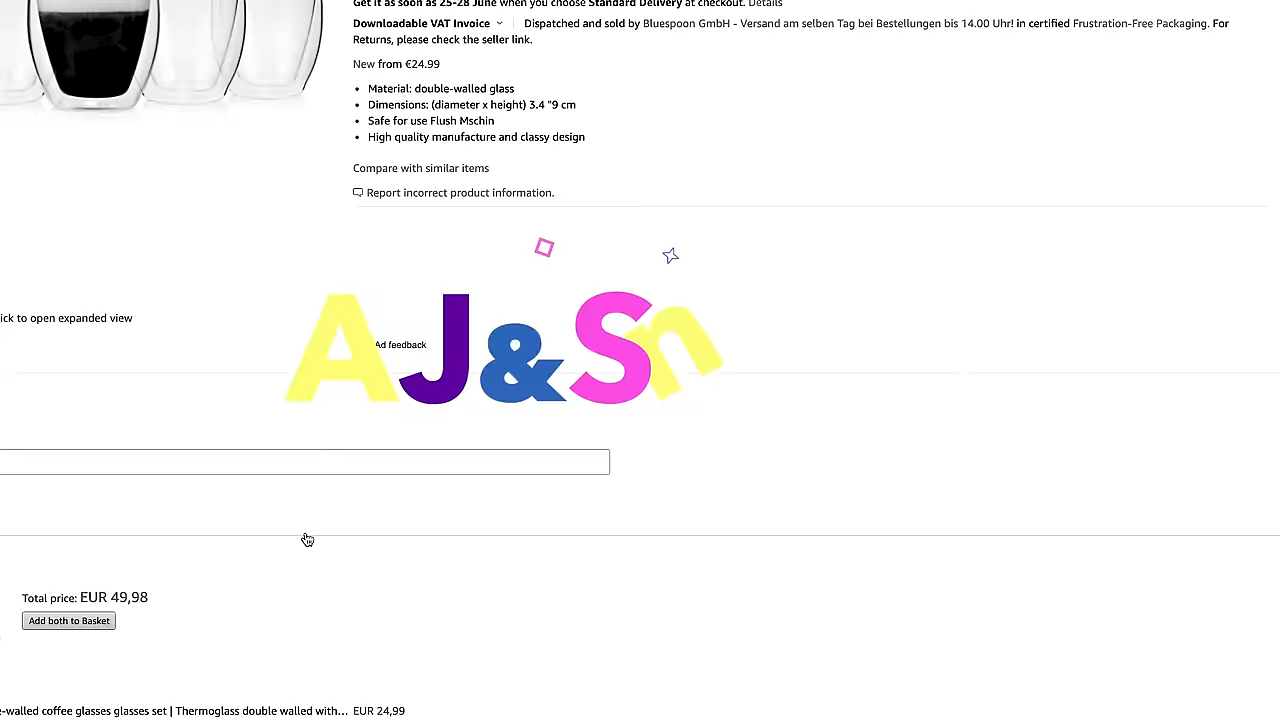 Get it as soon as 25-28 June when you choose Standard Delivery at checkout. Details
Downloadable VAT Invoice Dispatched and sold by Bluespoon GmbH - Versand am selben Tag bei Bestellungen bis 14.00 Uhr! in certified Frustration-Free Packaging. For
Returns, please check the seller link.
New from €24.99
• Material: double-walled glass
• Dimensions: (diameter x height) 3.4 "9 cm
• Safe for use Flush Mschin
• High quality manufacture and classy design
Compare with similar items
Report incorrect product information.
ick to open expanded view
Ad feedback
AJ&Sn
Total price: EUR 49,98
Add both to Basket
e-walled coffee glasses glasses set | Thermoglass double walled with… EUR 24,99